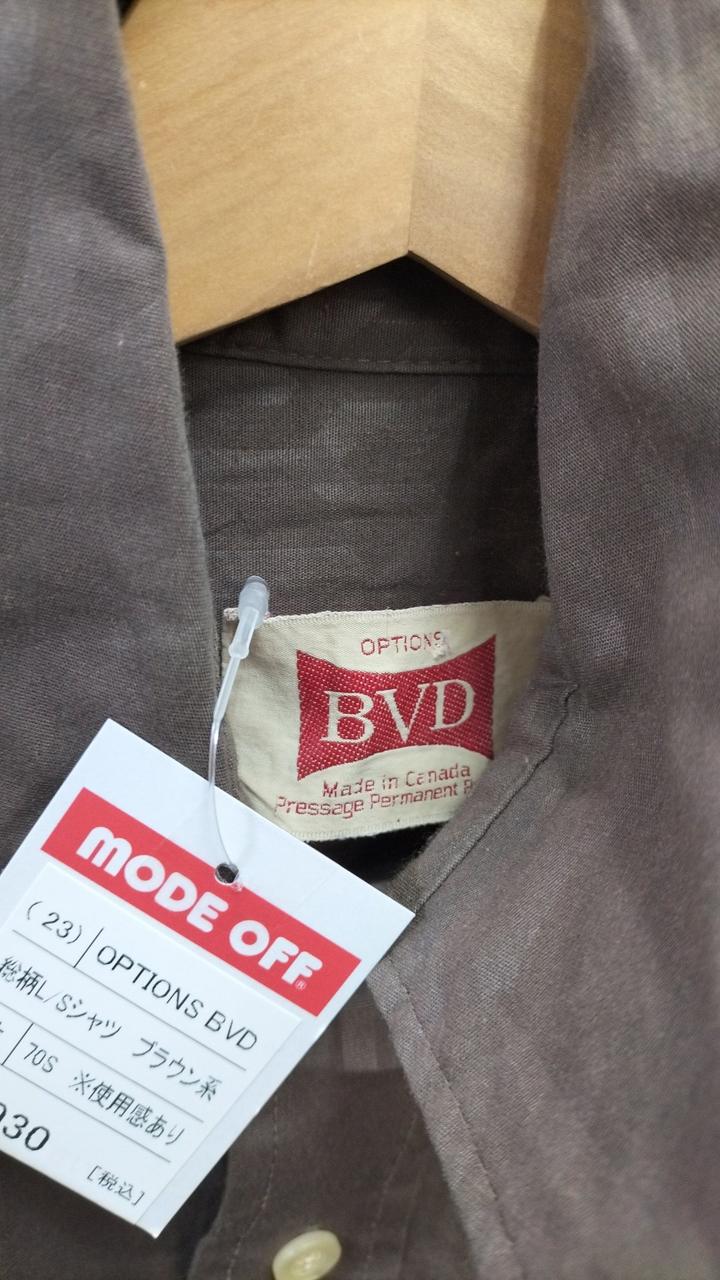 OPTIONS
BVD
Made in Canada
Pressage Permanent
MODE OFF
(23) OPTIONS BVD
総柄L/Sシャツ ブラウン系
70S ※使用感あり
930
[税込]